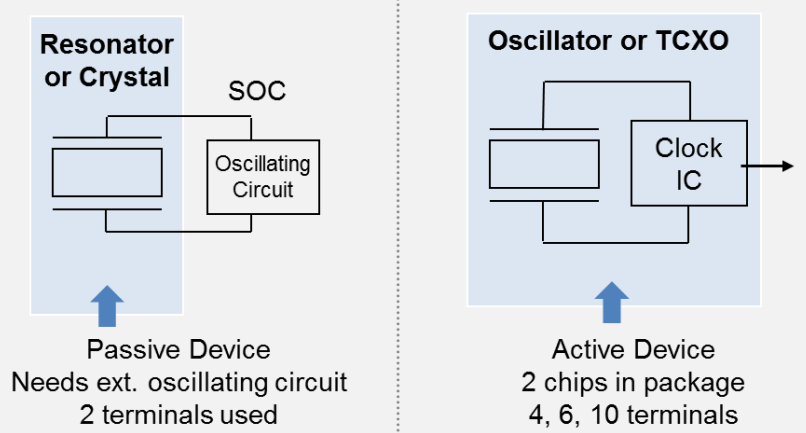 Resonator
or Crystal
SOC
Oscillating
Circuit
Passive Device
Needs ext. oscillating circuit
2 terminals used
Oscillator or TCXO
Clock
IC
Active Device
2 chips in package
4, 6, 10 terminals